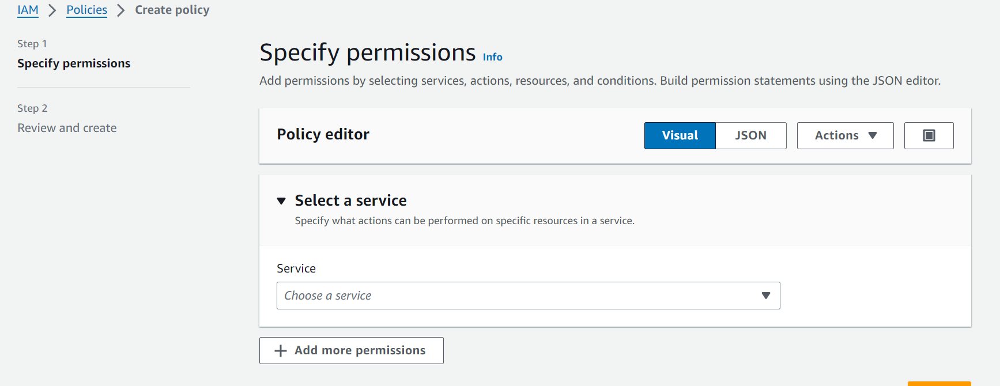 IAM > Policies > Create policy
Step 1
Specify permissions
Step 2
Review and create
Specify permissions Info
Add permissions by selecting services, actions, resources, and conditions. Build permission statements using the JSON editor.
Policy editor
Visual JSON Actions
Select a service
Specify what actions can be performed on specific resources in a service.
Service
Choose a service
+ Add more permissions